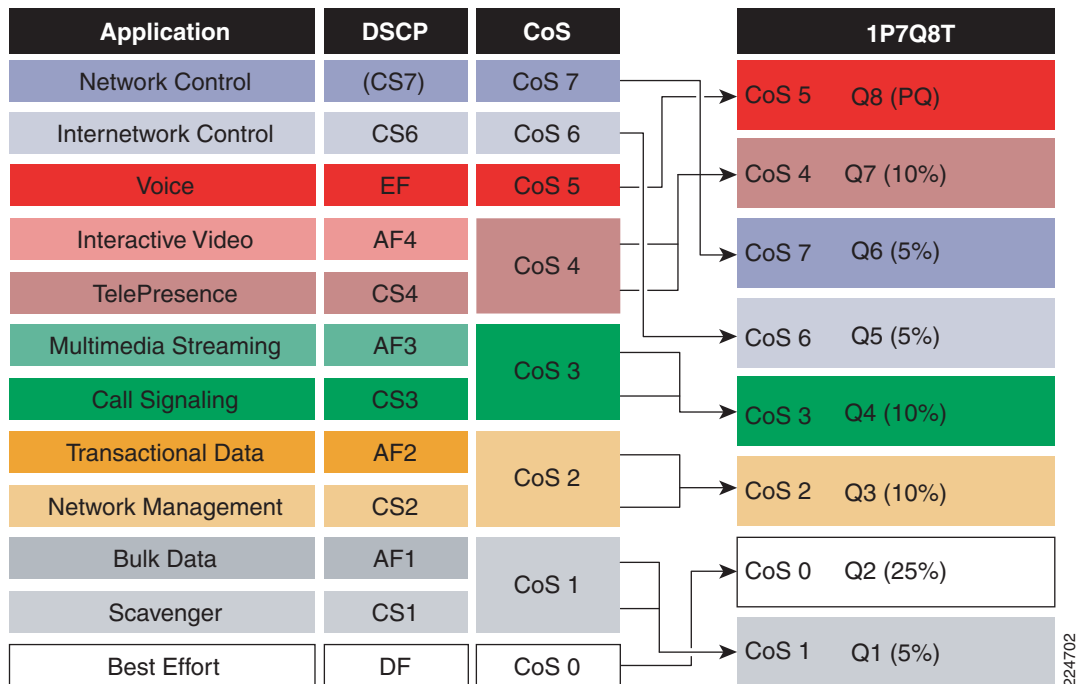 Application DSCP CoS 1P7Q8T
Network Control (CS7) CoS 7
Internetwork Control CS6 CoS 6
Voice EF CoS 5
Interactive Video AF4
CoS 4
TelePresence CS4
Multimedia Streaming AF3
CoS 3
Call Signaling CS3
Transactional Data AF2
CoS 2
Network Management CS2
Bulk Data AF1
CoS 1
Scavenger CS1
Best Effort DF CoS 0
CoS 5 Q8 (PQ)
CoS 4 Q7 (10%)
CoS 7 Q6 (5%)
CoS 6 Q5 (5%)
CoS 3 Q4 (10%)
CoS 2 Q3 (10%)
CoS 0 Q2 (25%)
CoS 1 Q1 (5%)
224702